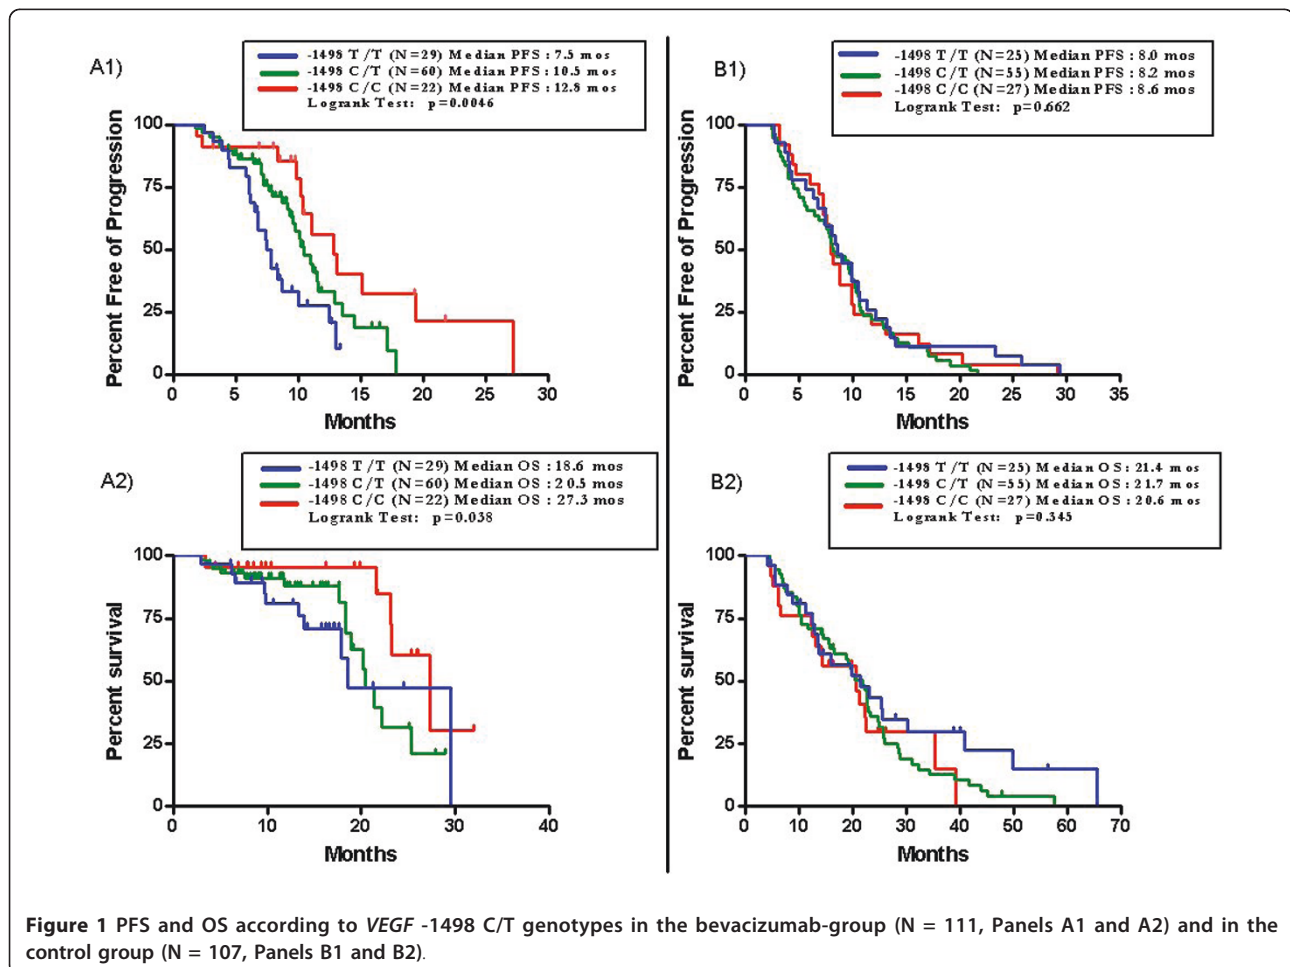 A1)
-1498 T/T (N=29) Median PFS : 7.5 mos
-1498 C/T (N=60) Median PFS : 10.5 mos
-1498 C/C (N=22) Median PFS : 12.8 mos
Logrank Test: p=0.0046
Percent Free of Progression
100
75
50
25
0
0 5 10 15 20 25 30
Months
B1)
-1498 T/T (N=25) Median PFS : 8.0 mos
-1498 C/T (N=55) Median PFS : 8.2 mos
-1498 C/C (N=27) Median PFS : 8.6 mos
Logrank Test: p=0.662
Percent Free of Progression
100
75
50
25
0
0 5 10 15 20 25 30 35
Months
A2)
-1498 T/T (N=29) Median OS : 18.6 mos
-1498 C/T (N=60) Median OS : 20.5 mos
-1498 C/C (N=22) Median OS : 27.3 mos
Logrank Test: p=0.038
Percent survival
100
75
50
25
0
0 10 20 30 40
Months
B2)
-1498 T/T (N=25) Median OS : 21.4 mos
-1498 C/T (N=55) Median OS : 21.7 mos
-1498 C/C (N=27) Median OS : 20.6 mos
Logrank Test: p=0.345
Percent survival
100
75
50
25
0
0 10 20 30 40 50 60 70
Months
Figure 1 PFS and OS according to VEGF -1498 C/T genotypes in the bevacizumab-group (N = 111, Panels A1 and A2) and in the
control group (N = 107, Panels B1 and B2).